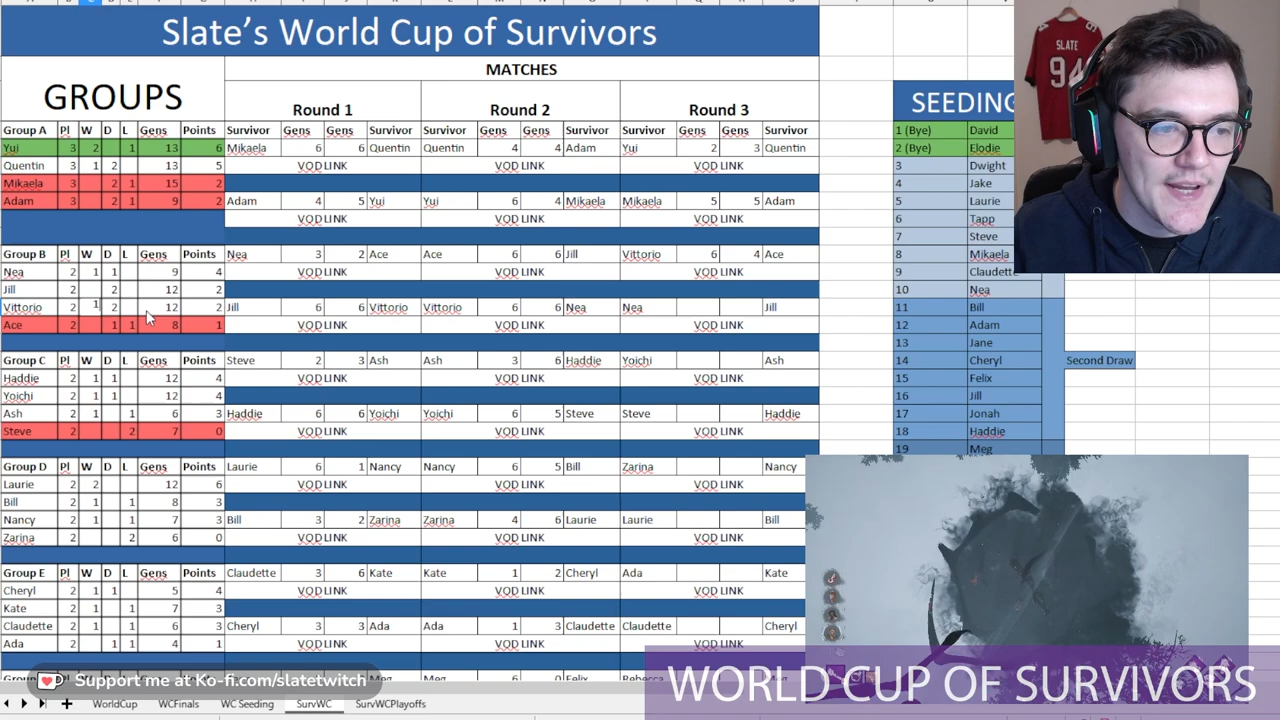 Slate's World Cup of Survivors
GROUPS
MATCHES
Round 1 Round 2 Round 3
Group A Pl W D L Gens Points Survivor Gens Gens Survivor Survivor Gens Gens Survivor Survivor Gens Gens Survivor
Yui 3 2 1 13 6 Mikaela 6 6 Quentin Quentin 4 4 Adam Yui 2 3 Quentin
Quentin 3 1 2 13 5 VOD LINK VOD LINK VOD LINK
Mikaela 3 2 1 15 2
Adam 3 2 1 9 2 Adam 4 5 Yui Yui 6 4 Mikaela Mikaela 5 5 Adam
VOD LINK VOD LINK VOD LINK
Group B Pl W D L Gens Points Nea 3 2 Ace Ace 6 6 Jill Vittorio 6 4 Ace
Nea 2 1 1 9 4 VOD LINK VOD LINK VOD LINK
Jill 2 2 12 2
Vittorio 2 1 2 12 2 Jill 6 6 Vittorio Vittorio 6 6 Nea Nea Jill
Ace 2 1 1 8 1 VOD LINK VOD LINK VOD LINK
Group C Pl W D L Gens Points Steve 2 3 Ash Ash 3 6 Haddie Yoichi Ash
Haddie 2 1 1 12 4 VOD LINK VOD LINK VOD LINK
Yoichi 2 1 1 12 4
Ash 2 1 1 6 3 Haddie 6 6 Yoichi Yoichi 6 5 Steve Steve Haddie
Steve 2 2 7 0 VOD LINK VOD LINK VOD LINK
Group D Pl W D L Gens Points Laurie 6 1 Nancy Nancy 6 5 Bill Zarina Nancy
Laurie 2 2 12 6 VOD LINK VOD LINK VOD LINK
Bill 2 1 1 8 3
Nancy 2 1 1 7 3 Bill 3 2 Zarina Zarina 4 6 Laurie Laurie Bill
Zarina 2 2 6 0 VOD LINK VOD LINK VOD LINK
Group E Pl W D L Gens Points Claudette 3 6 Kate Kate 1 2 Cheryl Ada Kate
Cheryl 2 1 1 5 4 VOD LINK VOD LINK VOD LINK
Kate 2 1 1 7 3
Claudette 2 1 1 6 3 Cheryl 3 3 Ada Ada 1 3 Claudette Claudette Cheryl
Ada 2 1 1 4 1 VOD LINK VOD LINK VOD LINK
SEEDING
1 (Bye) David
2 (Bye) Elodie
3 Dwight
4 Jake
5 Laurie
6 Tapp
7 Steve
8 Mikaela
9 Claudette
10 Nea
11 Bill
12 Adam
13 Jane
14 Cheryl Second Draw
15 Felix
16 Jill
17 Jonah
18 Haddie
19 Meg
SLATE
94
Support me at Ko-fi.com/slatetwitch
WORLD CUP OF SURVIVORS
WorldCup WCFinals WC Seeding SurvWC SurvWCPlayoffs